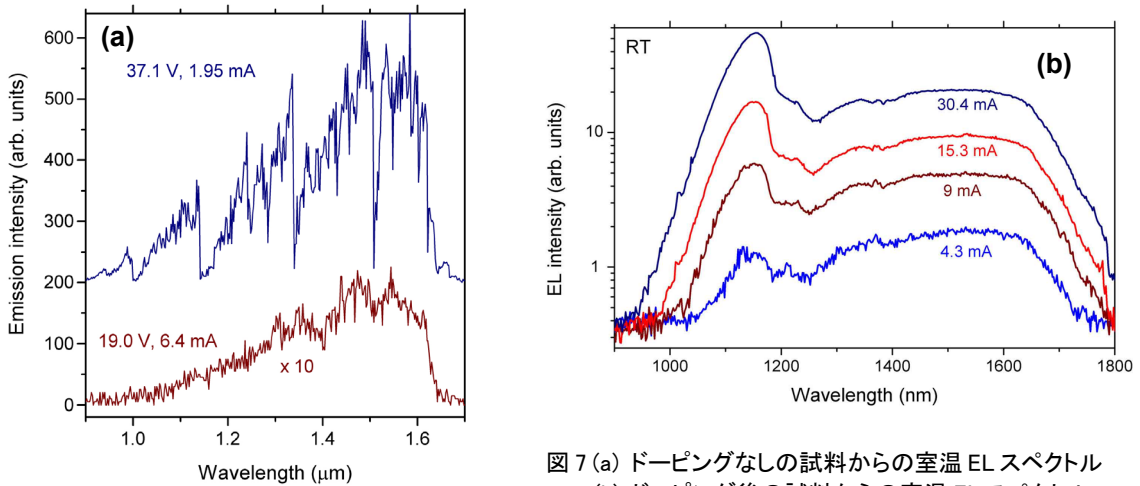 (a)
37.1 V, 1.95 mA
19.0 V, 6.4 mA
x 10
Emission intensity (arb. units)
600
500
400
300
200
100
0
1.0
1.2
1.4
1.6
Wavelength (μm)
RT
(b)
30.4 mA
15.3 mA
9 mA
4.3 mA
EL intensity (arb. units)
10
1
1000
1200
1400
1600
1800
Wavelength (nm)
図 7 (a) ドーピングなしの試料からの室温 EL スペクトル